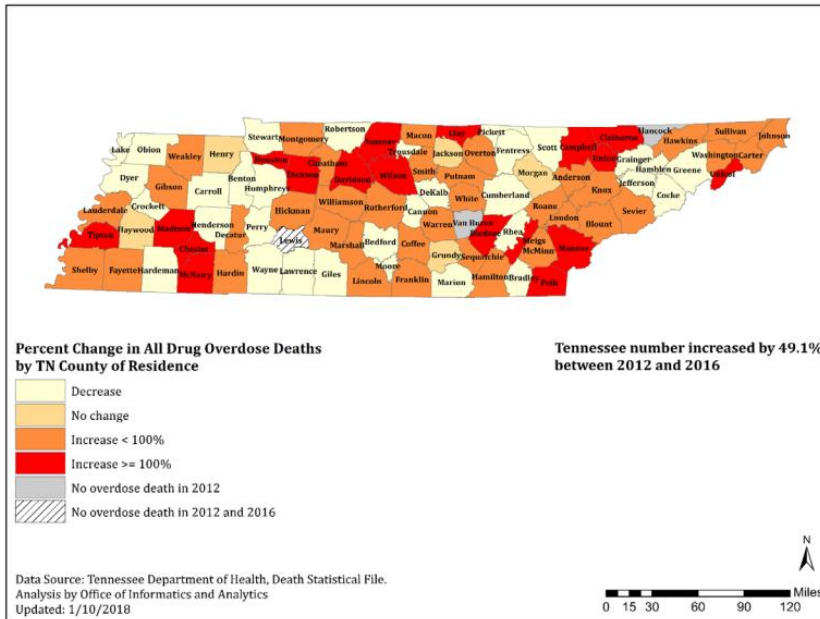 Robertson
Stewart
Montgomery
Sumner
Macon
Clay
Pickett
Hancock
Sullivan
Johnson
Lake
Obion
Weakley
Henry
Houston
Cheatham
Trousdale
Jackson
Overton
Fentress
Scott
Campbell
Claiborne
Hawkins
Union
Grainger
Washington
Carter
Hamblen
Greene
Unicoi
Dyer
Gibson
Benton
Dickson
Davidson
Wilson
Smith
Putnam
Morgan
Anderson
Jefferson
Carroll
Humphreys
DeKalb
Cumberland
Knox
Cocke
Crockett
Williamson
Rutherford
Cannon
White
Roane
Sevier
Lauderdale
Hickman
Loudon
Blount
Haywood
Madison
Henderson
Decatur
Perry
Maury
Warren
Van Buren
Bledsoe
Rhea
Tipton
Lewis
Marshall
Bedford
Coffee
Meigs
McMinn
Monroe
Chester
Grundy
Sequatchie
Shelby
Fayette
Hardeman
McNairy
Hardin
Wayne
Lawrence
Giles
Lincoln
Moore
Franklin
Marion
Hamilton
Bradley
Polk
Percent Change in All Drug Overdose Deaths
by TN County of Residence
Decrease
No change
Increase < 100%
Increase >= 100%
No overdose death in 2012
No overdose death in 2012 and 2016
Tennessee number increased by 49.1%
between 2012 and 2016
Data Source: Tennessee Department of Health, Death Statistical File.
Analysis by Office of Informatics and Analytics
Updated: 1/10/2018
N
Miles
0 15 30 60 90 120